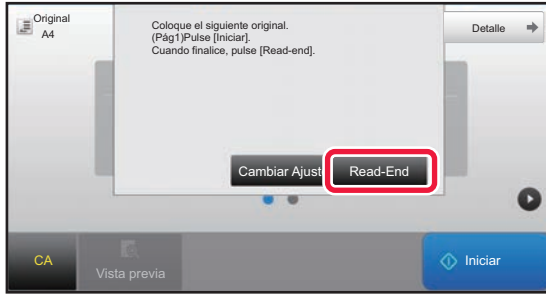 Original
A4
Coloque el siguiente original.
(Pág1)Pulse [Iniciar].
Cuando finalice, pulse [Read-end].
Detalle
Cambiar Ajust
Read-End
CA
Vista previa
Iniciar